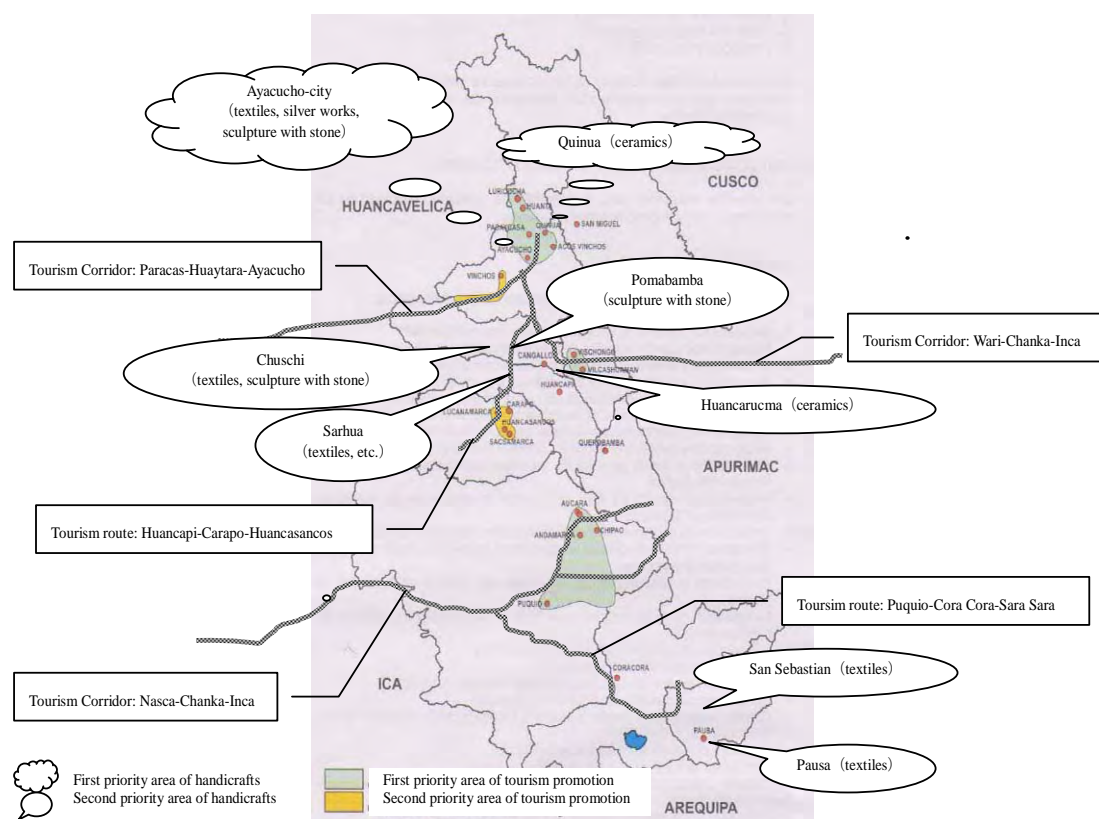 Ayacucho-city
(textiles, silver works,
sculpture with stone)
Quinua (ceramics)
CUSCO
HUANCAVELICA
LURICOCHA
HUANTA
SAN MIGUEL
QUINUA
ACOS VINCHOS
AYACUCHO
Tourism Corridor: Paracas-Huaytara-Ayacucho
VINCHOS
Pomabamba
(sculpture with stone)
Tourism Corridor: Wari-Chanka-Inca
Chuschi
(textiles, sculpture with stone)
CANGALLO
HUANCAPI
Huancarucma (ceramics)
CARAPO
HUANCASANCOS
SACSAMARCA
Sarhua
(textiles, etc.)
QUEROBAMBA
APURIMAC
AUCARA
CHIPAO
ANDAMARCA
Tourism route: Huancapi-Carapo-Huancasancos
PUQUIO
Toursim route: Puquio-Cora Cora-Sara Sara
CORACORA
San Sebastian (textiles)
ICA
Tourism Corridor: Nasca-Chanka-Inca
Pausa (textiles)
First priority area of handicrafts
Second priority area of handicrafts
First priority area of tourism promotion
Second priority area of tourism promotion
AREQUIPA